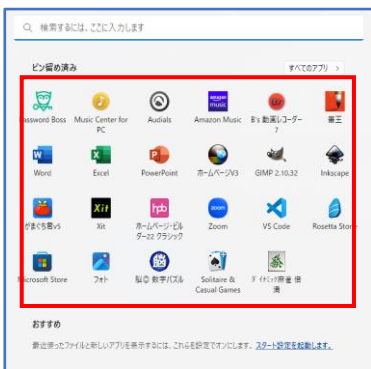 検索するには、ここに入力します
ピン留め済み
すべてのアプリ >
Password Boss Music Center for PC Audials Amazon Music B's 動画レコーダー 7 筆王
Word Excel PowerPoint ホームページV3 GIMP 2.10.32 Inkscape
がまぐち君v5 Xit ホームページ・ビルダー22 クラシック Zoom VS Code Rosetta Stone
Microsoft Store フォト 脳 数字パズル Solitaire & Casual Games 麻雀
おすすめ
最近使ったファイルと新しいアプリを表示するには、これらを設定でオンにします。 スタート設定を起動します。